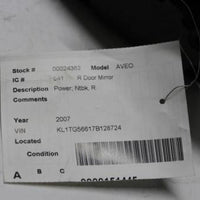 Stock # 00024363 Model AVEO
IC # R Door Mirror
Description Power, Ntbk, R.
Comments
Year 2007
VIN KL1TG56617B128724
Located
Condition
A B C